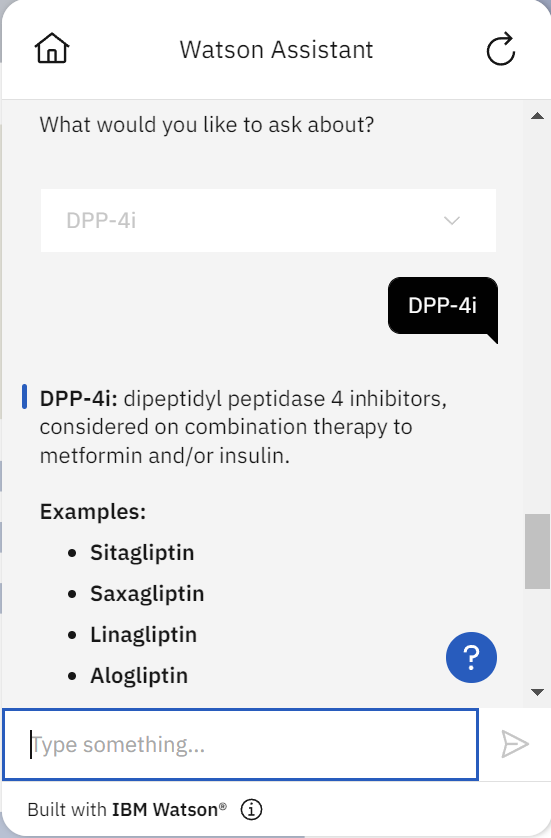 Watson Assistant
What would you like to ask about?
DPP-4i
DPP-4i
DPP-4i: dipeptidyl peptidase 4 inhibitors,
considered on combination therapy to
metformin and/or insulin.
Examples:
• Sitagliptin
• Saxagliptin
• Linagliptin
• Alogliptin
?
Type something...
Built with IBM Watson®